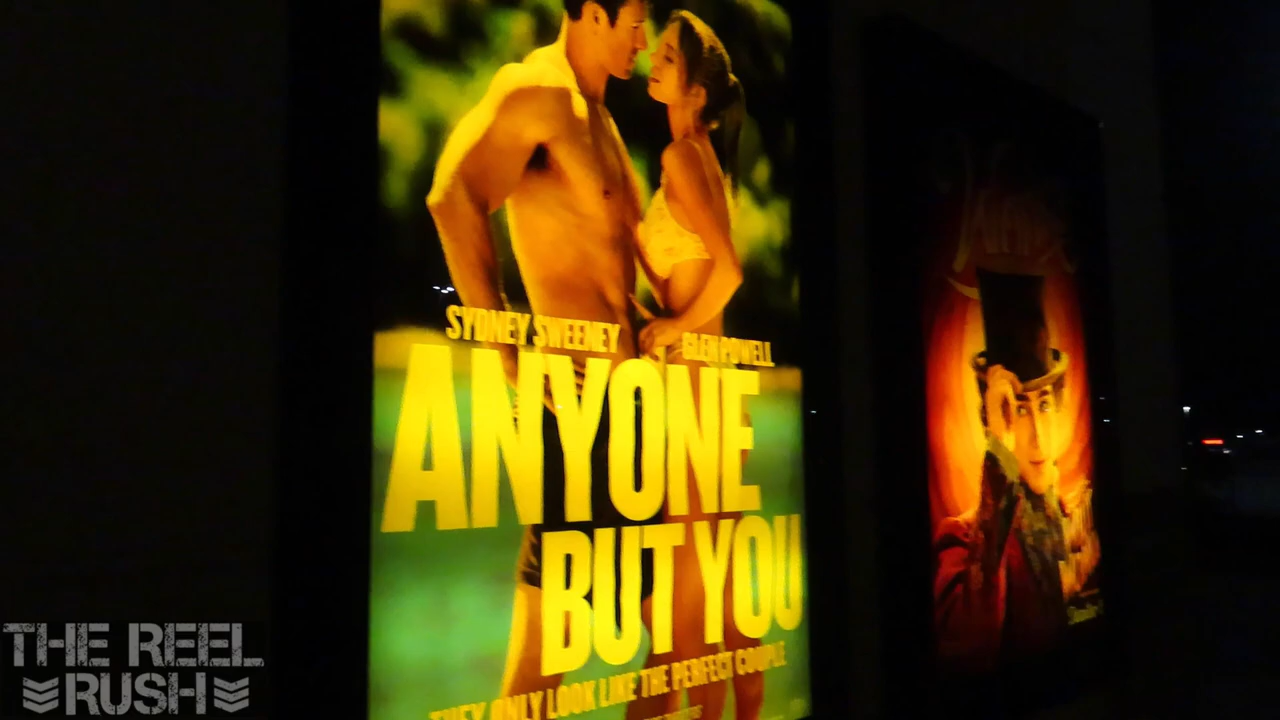 SYDNEY SWEENEY GLEN POWELL
ANYONE
BUT YOU
THEY ONLY LOOK LIKE THE PERFECT COUPLE
THE REEL
RUSH